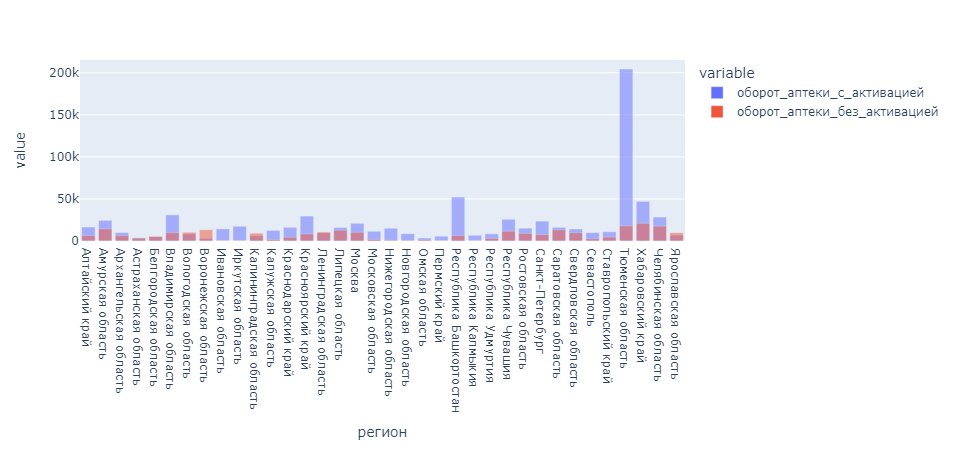 variable
оборот_аптеки_с_активацией
оборот_аптеки_без_активацией
value
200k
150k
100k
50k
0
Алтайский край
Амурская область
Архангельская область
Астраханская область
Белгородская область
Владимирская область
Вологодская область
Воронежская область
Ивановская область
Иркутская область
Калининградская область
Калужская область
Краснодарский край
Красноярский край
Ленинградская область
Липецкая область
Москва
Московская область
Нижегородская область
Новгородская область
Омская область
Пермский край
Республика Башкортостан
Республика Калмыкия
Республика Удмуртия
Республика Чувашия
Ростовская область
Санкт-Петербург
Саратовская область
Свердловская область
Севастополь
Ставропольский край
Тюменская область
Хабаровский край
Челябинская область
Ярославская область
регион